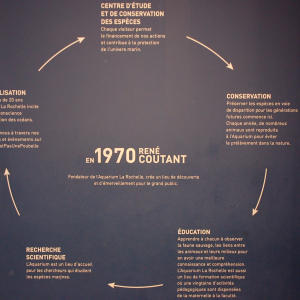 CENTRE D'ÉTUDE
ET DE CONSERVATION
DES ESPÈCES
Chaque visiteur permet
le financement de nos actions
et contribue à la protection
de l'univers marin.
CONSERVATION
Préserver les espèces en voie
de disparition pour les générations
futures commence ici.
Chaque année, de nombreux
animaux sont reproduits
à l'Aquarium pour éviter
le prélèvement dans la nature.
ÉDUCATION
Apprendre à chacun à observer
la faune sauvage, les liens entre
les animaux et leurs milieux pour
en avoir une meilleure
connaissance et compréhension.
L'Aquarium La Rochelle est aussi
un lieu de formation scientifique
où une vingtaine d'activités
pédagogiques sont dispensées
de la maternelle à la faculté.
RECHERCHE
SCIENTIFIQUE
L'Aquarium est un lieu d'accueil
pour les chercheurs qui étudient
les espèces marines.
ILISATION
de 20 ans
La Rochelle incite
onscience
tion des océans.
nous à travers nos
et événements sur
stPasUnePoubelle
EN 1970 RENÉ
COUTANT
Fondateur de l'Aquarium La Rochelle, crée un lieu de découverte
et d'émerveillement pour le grand public.